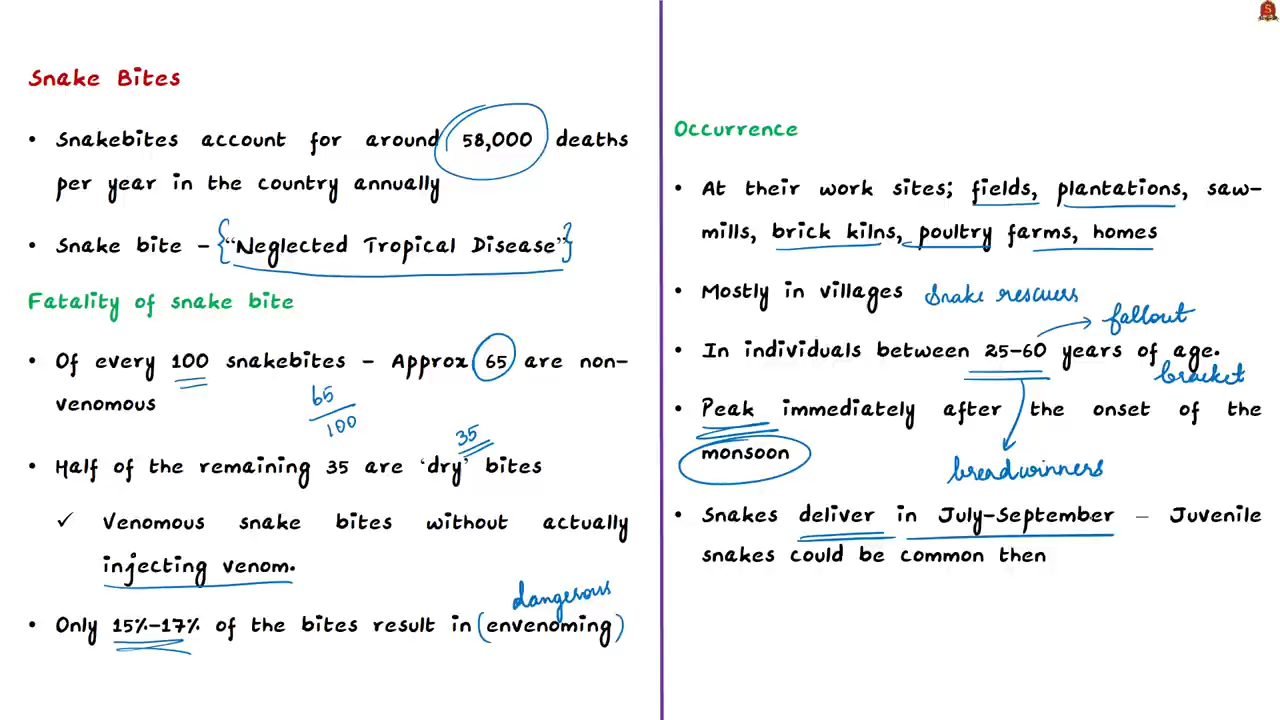 Snake Bites
• Snakebites account for around 58,000 deaths
per year in the country annually
• Snake bite – {"Neglected Tropical Disease"}
Fatality of snake bite
• Of every 100 snakebites – Approx 65 are non-
venomous
65
100
35
• Half of the remaining 35 are 'dry' bites
✓ Venomous snake bites without actually
injecting venom.
dangerous
• Only 15%-17% of the bites result in (envenoming)
S
Occurrence
• At their work sites; fields, plantations, saw-
mills, brick kilns, poultry farms, homes
• Mostly in villages Snake rescuers
fallout
• In individuals between 25-60 years of age.
bracket
• Peak immediately after the onset of the
monsoon
breadwinners
• Snakes deliver in July-September – Juvenile
snakes could be common then